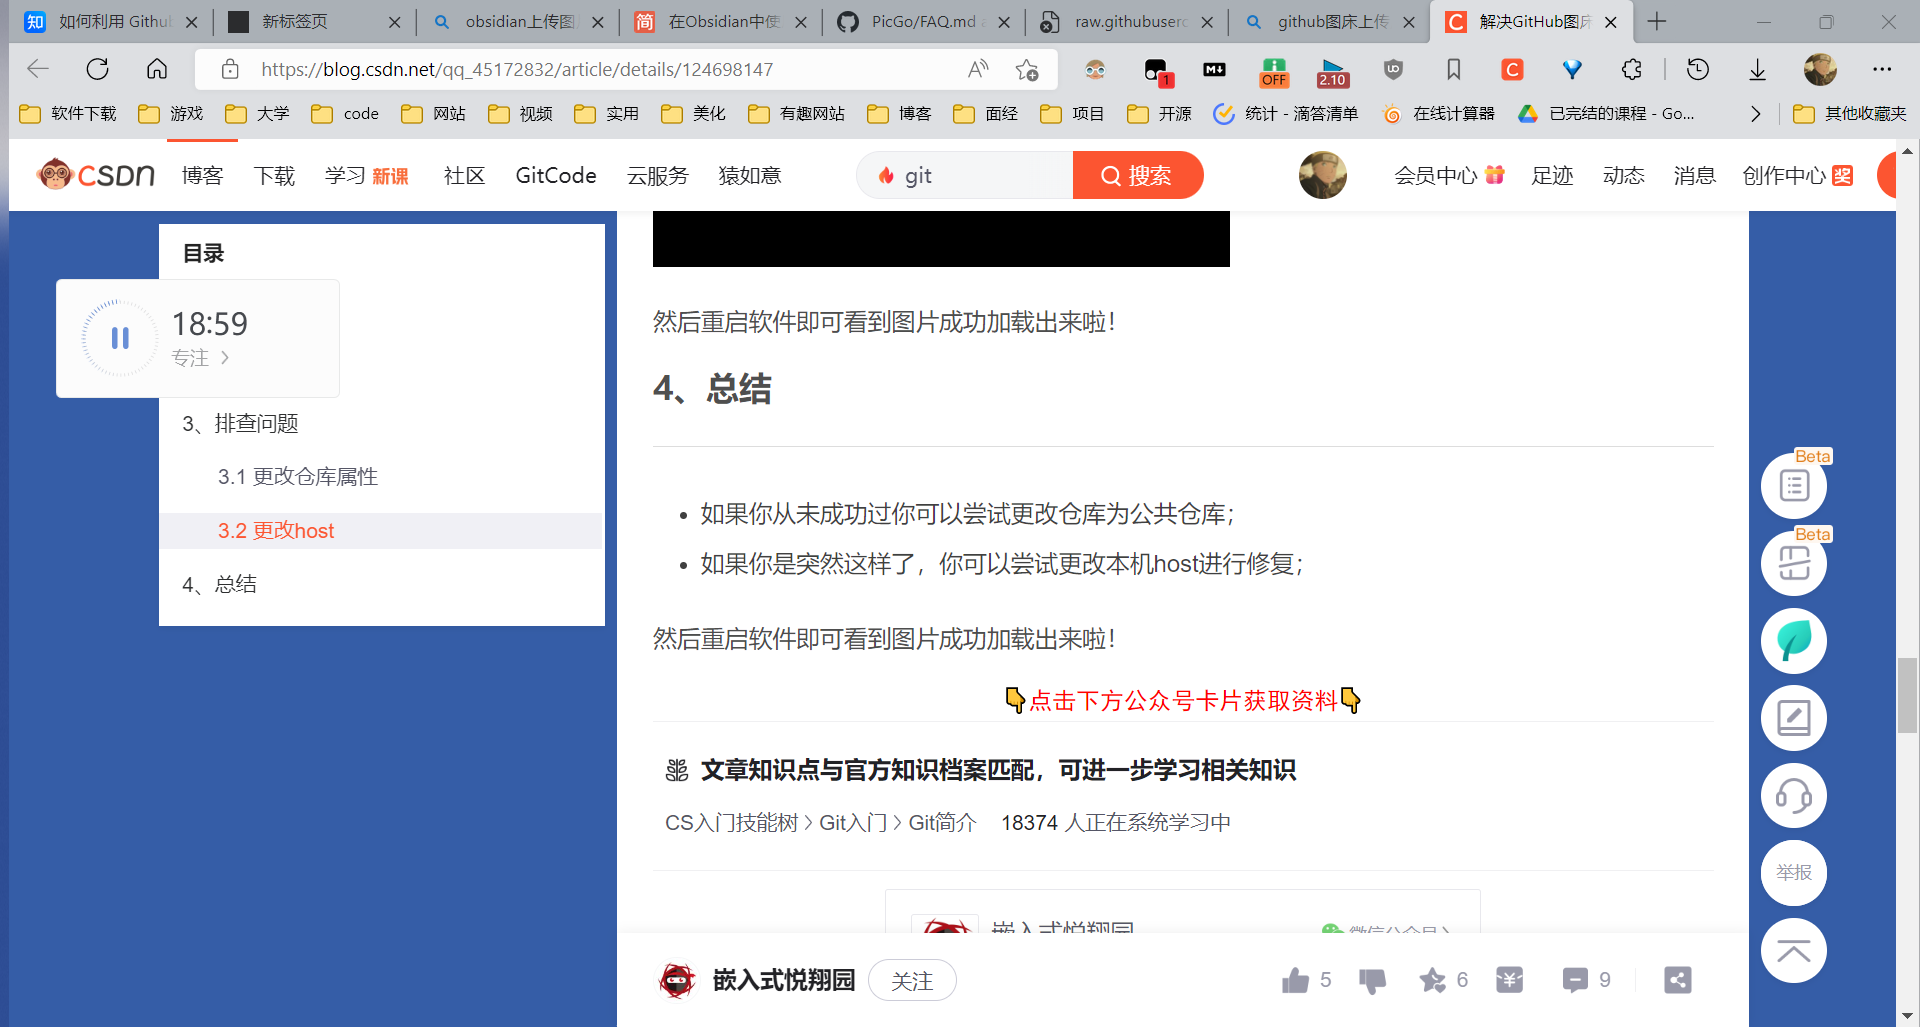 如何利用 Github
新标签页
obsidian上传图
在Obsidian中使
PicGo/FAQ.md a
raw.githubuserc
github图床上传
解决GitHub图床
https://blog.csdn.net/qq_45172832/article/details/124698147
1
OFF
2.10
软件下载
游戏
大学
code
网站
视频
实用
美化
有趣网站
博客
面经
项目
开源
统计 - 滴答清单
在线计算器
已完结的课程 - Go...
其他收藏夹
CSDN
博客
下载
学习 新课
社区
GitCode
云服务
猿如意
git
搜索
会员中心
足迹
动态
消息
创作中心 奖
目录
18:59
专注
3、排查问题
3.1 更改仓库属性
3.2 更改host
4、总结
然后重启软件即可看到图片成功加载出来啦！
4、总结
如果你从未成功过你可以尝试更改仓库为公共仓库；
如果你是突然这样了，你可以尝试更改本机host进行修复；
然后重启软件即可看到图片成功加载出来啦！
👇点击下方公众号卡片获取资料👇
文章知识点与官方知识档案匹配，可进一步学习相关知识
CS入门技能树 > Git入门 > Git简介 18374 人正在系统学习中
嵌入式悦翔园
微信公众号 >
嵌入式悦翔园
关注
5
6
9
Beta
Beta
举报